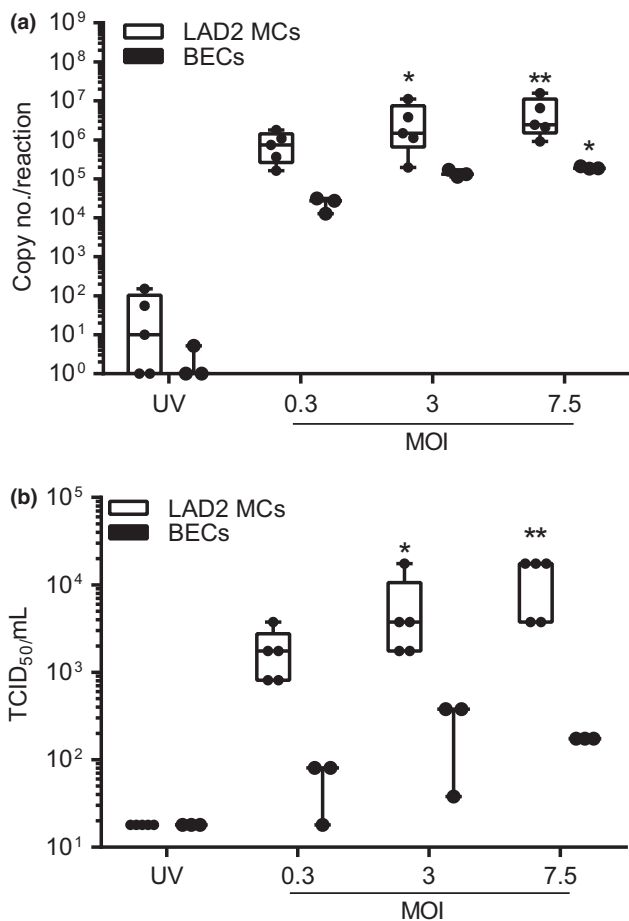 (a)
LAD2 MCs
BECs
Copy no./reaction
10⁹
10⁸
10⁷
10⁶
10⁵
10⁴
10³
10²
10¹
10⁰
*
**
*
UV 0.3 3 7.5
MOI
(b)
LAD2 MCs
BECs
TCID₅₀/mL
10⁵
10⁴
10³
10²
10¹
*
**
UV 0.3 3 7.5
MOI